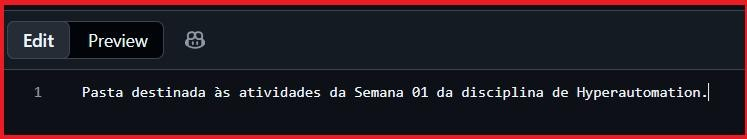 Edit Preview
1 Pasta destinada às atividades da Semana 01 da disciplina de Hyperautomation.